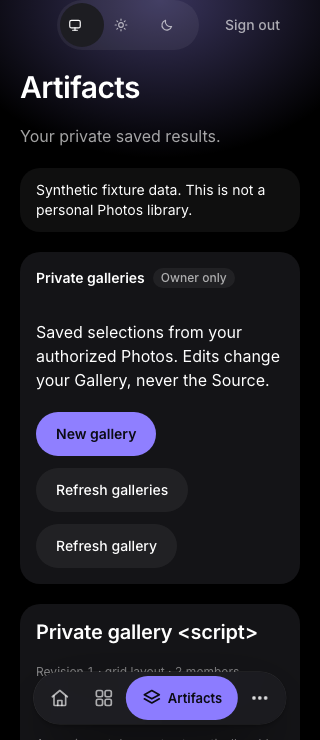 Sign out
Artifacts
Your private saved results.
Synthetic fixture data. This is not a
personal Photos library.
Private galleries
Owner only
Saved selections from your
authorized Photos. Edits change
your Gallery, never the Source.
New gallery
Refresh galleries
Refresh gallery
Private gallery <script>
Revision 1 · grid layout · 2 members
Artifacts